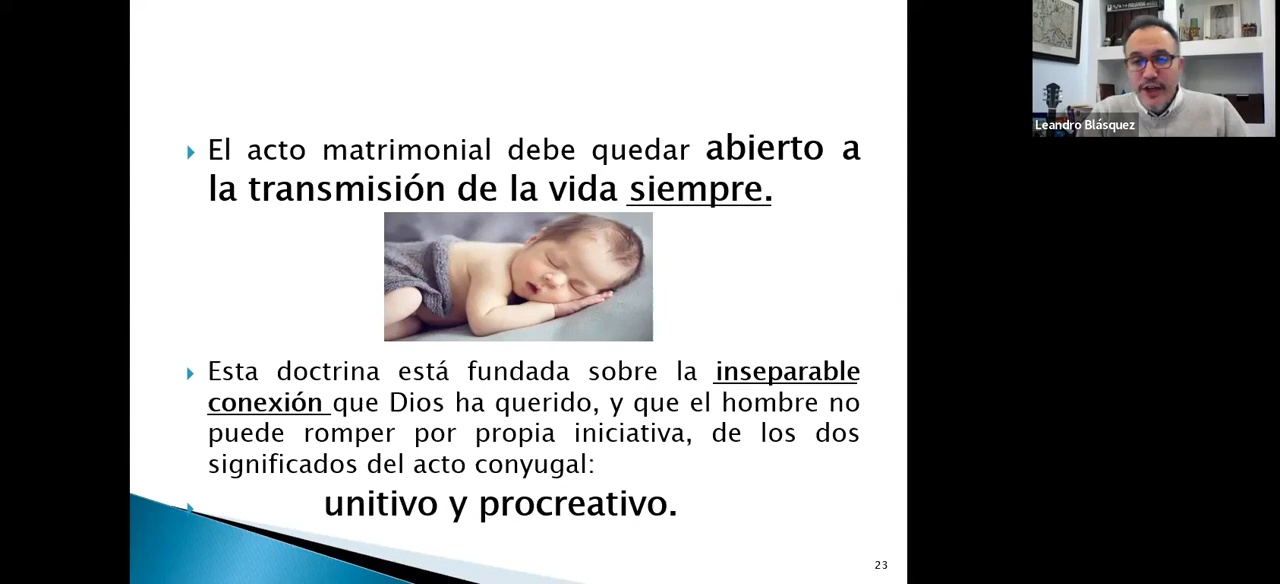 El acto matrimonial debe quedar abierto a
la transmisión de la vida siempre.
Esta doctrina está fundada sobre la inseparable
conexión que Dios ha querido, y que el hombre no
puede romper por propia iniciativa, de los dos
significados del acto conyugal:
unitivo y procreativo.
23
Leandro Blásquez